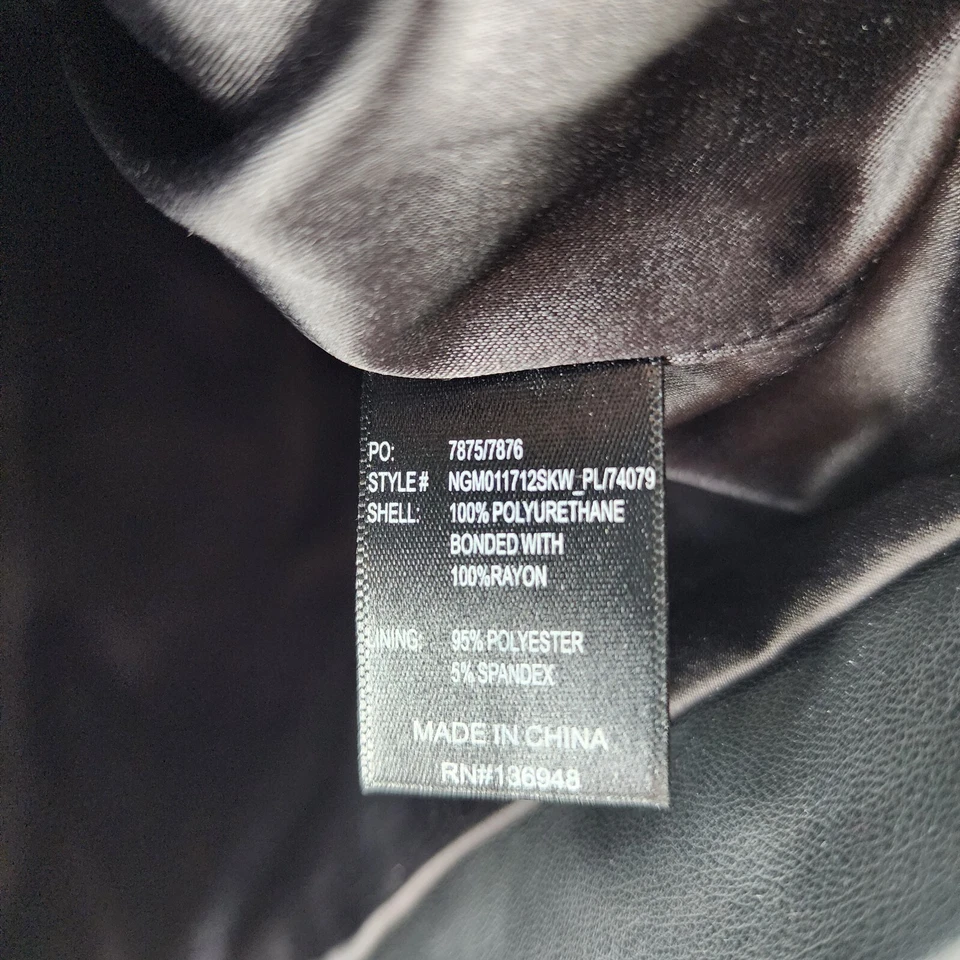 PO: 7875/7876
STYLE # NGM011712SKW_PL/74079
SHELL: 100% POLYURETHANE
BONDED WITH
100%RAYON
LINING: 95% POLYESTER
5% SPANDEX
MADE IN CHINA
RN#136948